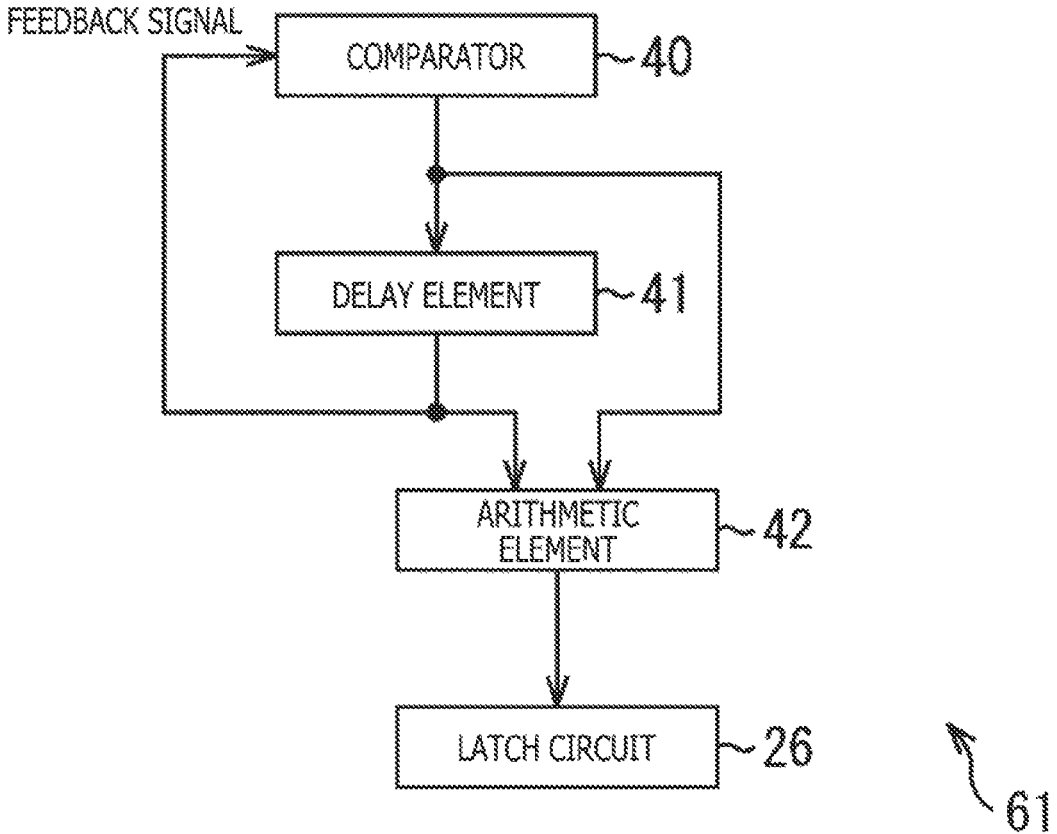 FEEDBACK SIGNAL
COMPARATOR
40
DELAY ELEMENT
41
ARITHMETIC
ELEMENT
42
LATCH CIRCUIT
26
61